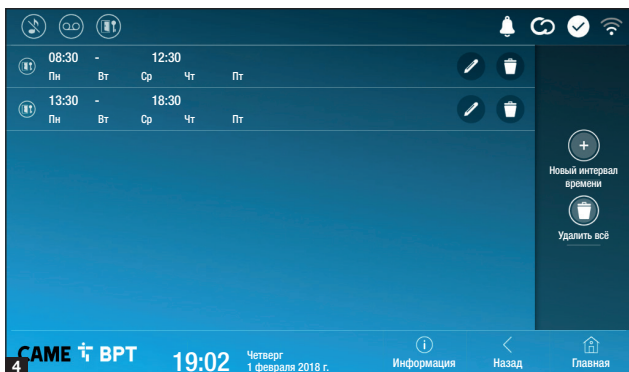 08:30 - 12:30
Пн Вт Ср Чт Пт
13:30 - 18:30
Пн Вт Ср Чт Пт
Новый интервал
времени
Удалить всё
CAME BPT
19:02
Четверг
1 февраля 2018 г.
Информация
Назад
Главная
4